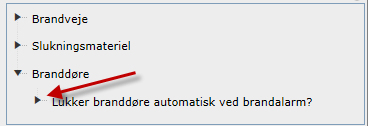 Brandveje
Slukningsmateriel
Branddøre
Lukker branddøre automatisk ved brandalarm?